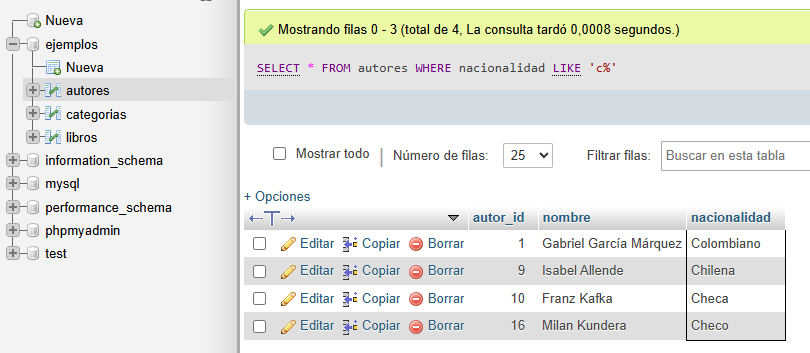 Nueva
ejemplos
Nueva
autores
categorias
libros
information_schema
mysql
performance_schema
phpmyadmin
test
Mostrando filas 0 - 3 (total de 4, La consulta tardó 0,0008 segundos.)
SELECT * FROM autores WHERE nacionalidad LIKE 'c%'
Mostrar todo | Número de filas: 25 Filtrar filas: Buscar en esta tabla
+ Opciones
autor_id nombre nacionalidad
Editar Copiar Borrar 1 Gabriel García Márquez Colombiano
Editar Copiar Borrar 9 Isabel Allende Chilena
Editar Copiar Borrar 10 Franz Kafka Checa
Editar Copiar Borrar 16 Milan Kundera Checo